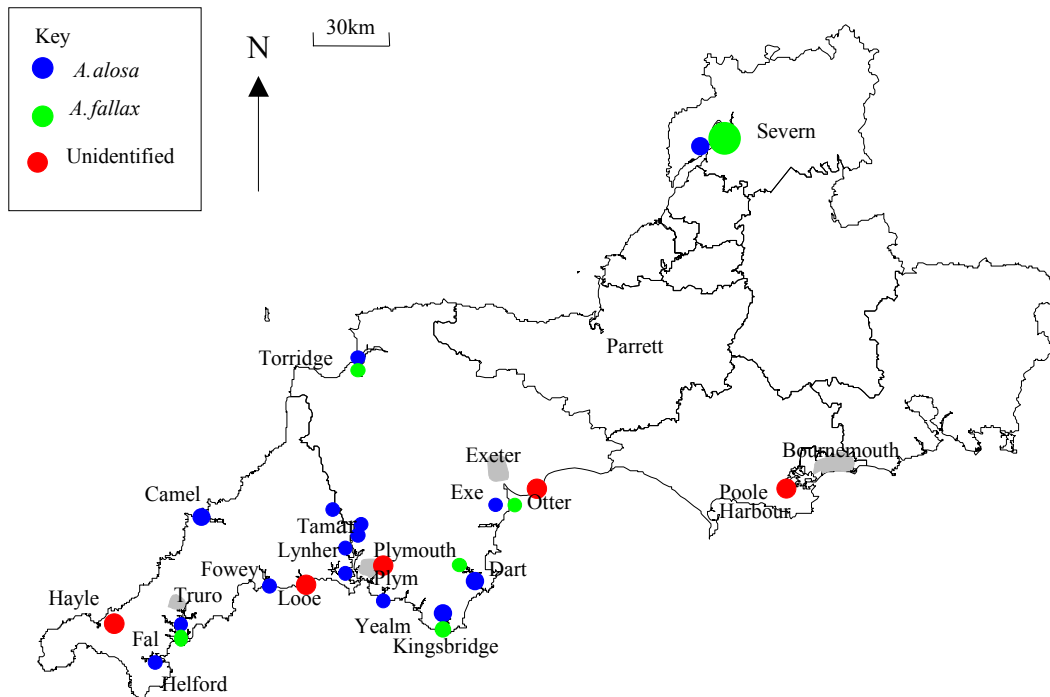 Key
A. alosa
A. fallax
Unidentified
30km
N
Severn
Parrett
Torridge
Exeter
Bournemouth
Exe
Otter
Poole
Harbour
Camel
Tamar
Lynher
Plymouth
Plym
Dart
Fowey
Looe
Truro
Hayle
Yealm
Fal
Kingsbridge
Helford